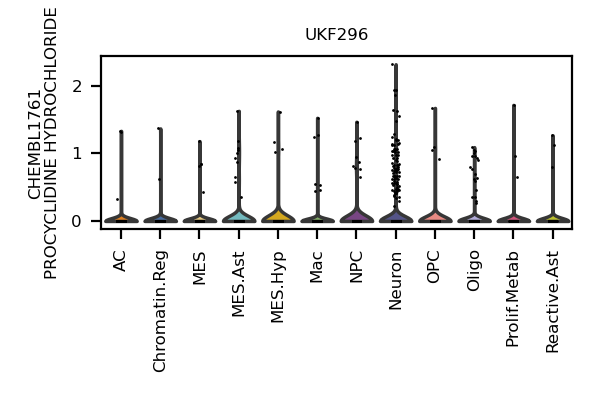 UKF296
CHEMBL1761
PROCYCLIDINE HYDROCHLORIDE
2
1
0
AC
Chromatin.Reg
MES
MES.Ast
MES.Hyp
Mac
NPC
Neuron
OPC
Oligo
Prolif.Metab
Reactive.Ast